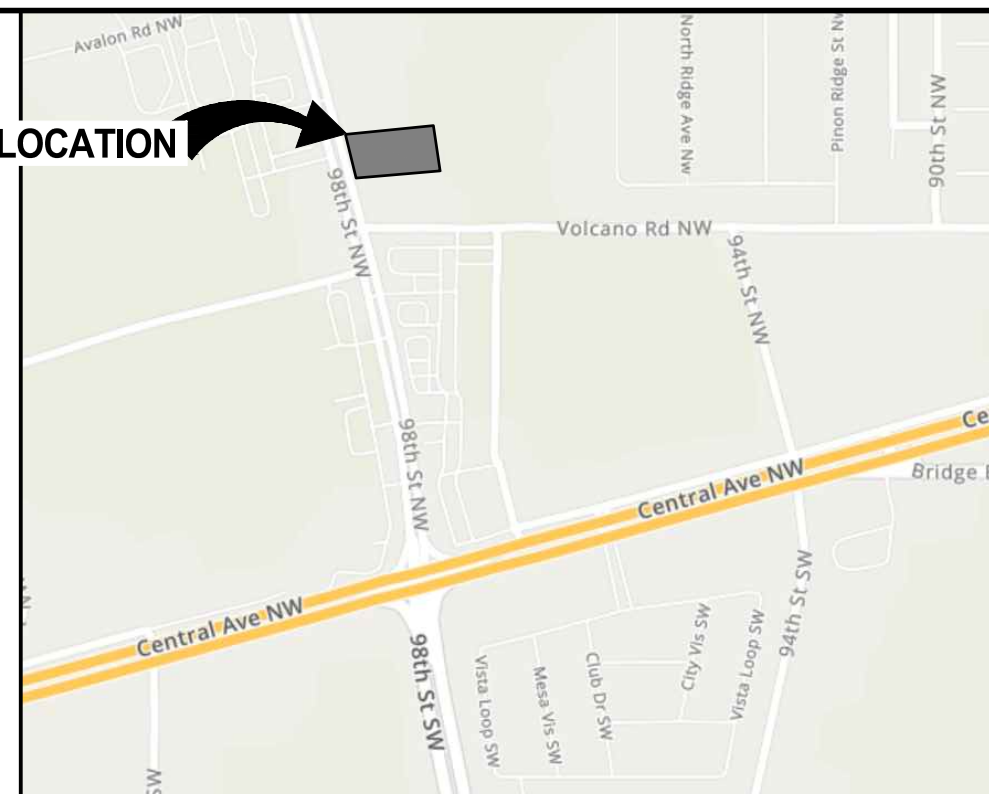 Avalon Rd NW
North Ridge Ave Nw
Pinon Ridge St N
90th St NW
LOCATION
98th St NW
Volcano Rd NW
94th St NW
98th St NW
Ce
Central Ave NW
Bridge
Central Ave NW
94th St SW
98th St SW
Vista Loop SW
Mesa Vis SW
Club Dr SW
City Vis SW
Vista Loop SW